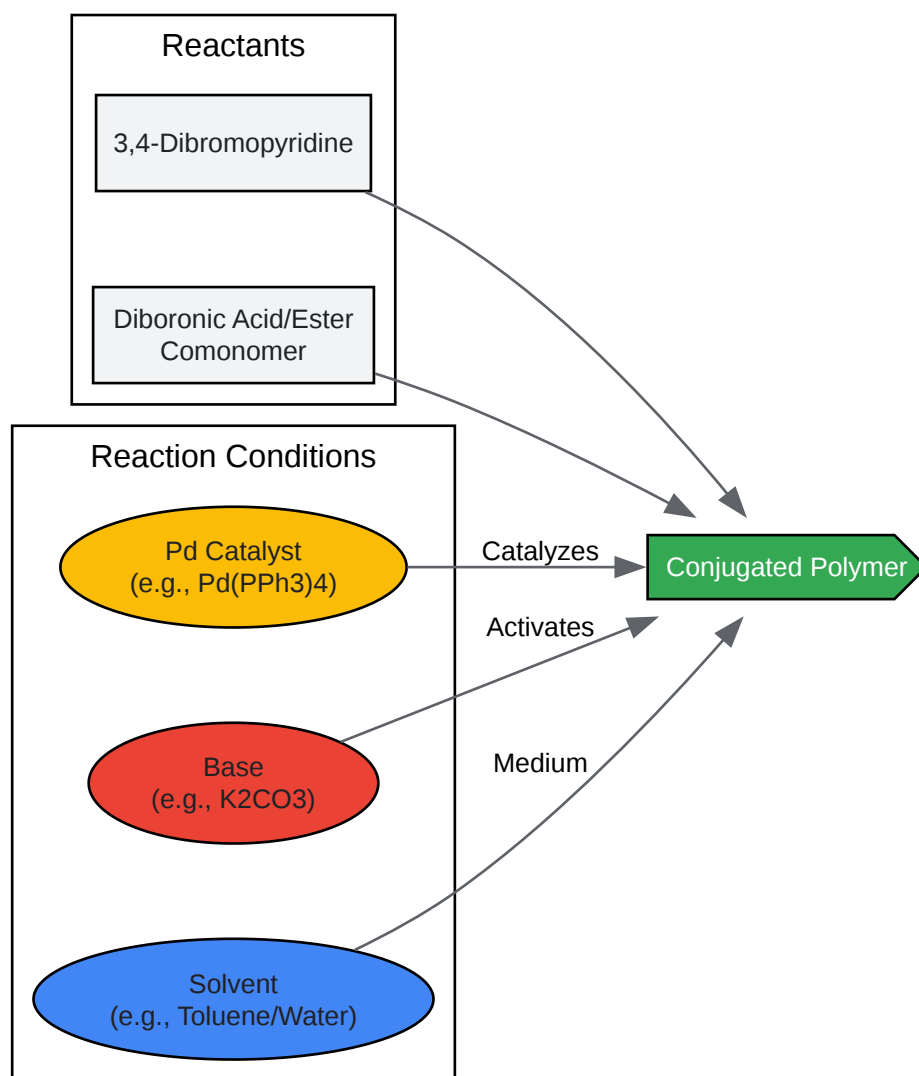 Reactants
3,4-Dibromopyridine
Diboronic Acid/Ester
Comonomer
Reaction Conditions
Pd Catalyst
(e.g., Pd(PPh3)4)
Catalyzes
Conjugated Polymer
Activates
Base
(e.g., K2CO3)
Medium
Solvent
(e.g., Toluene/Water)